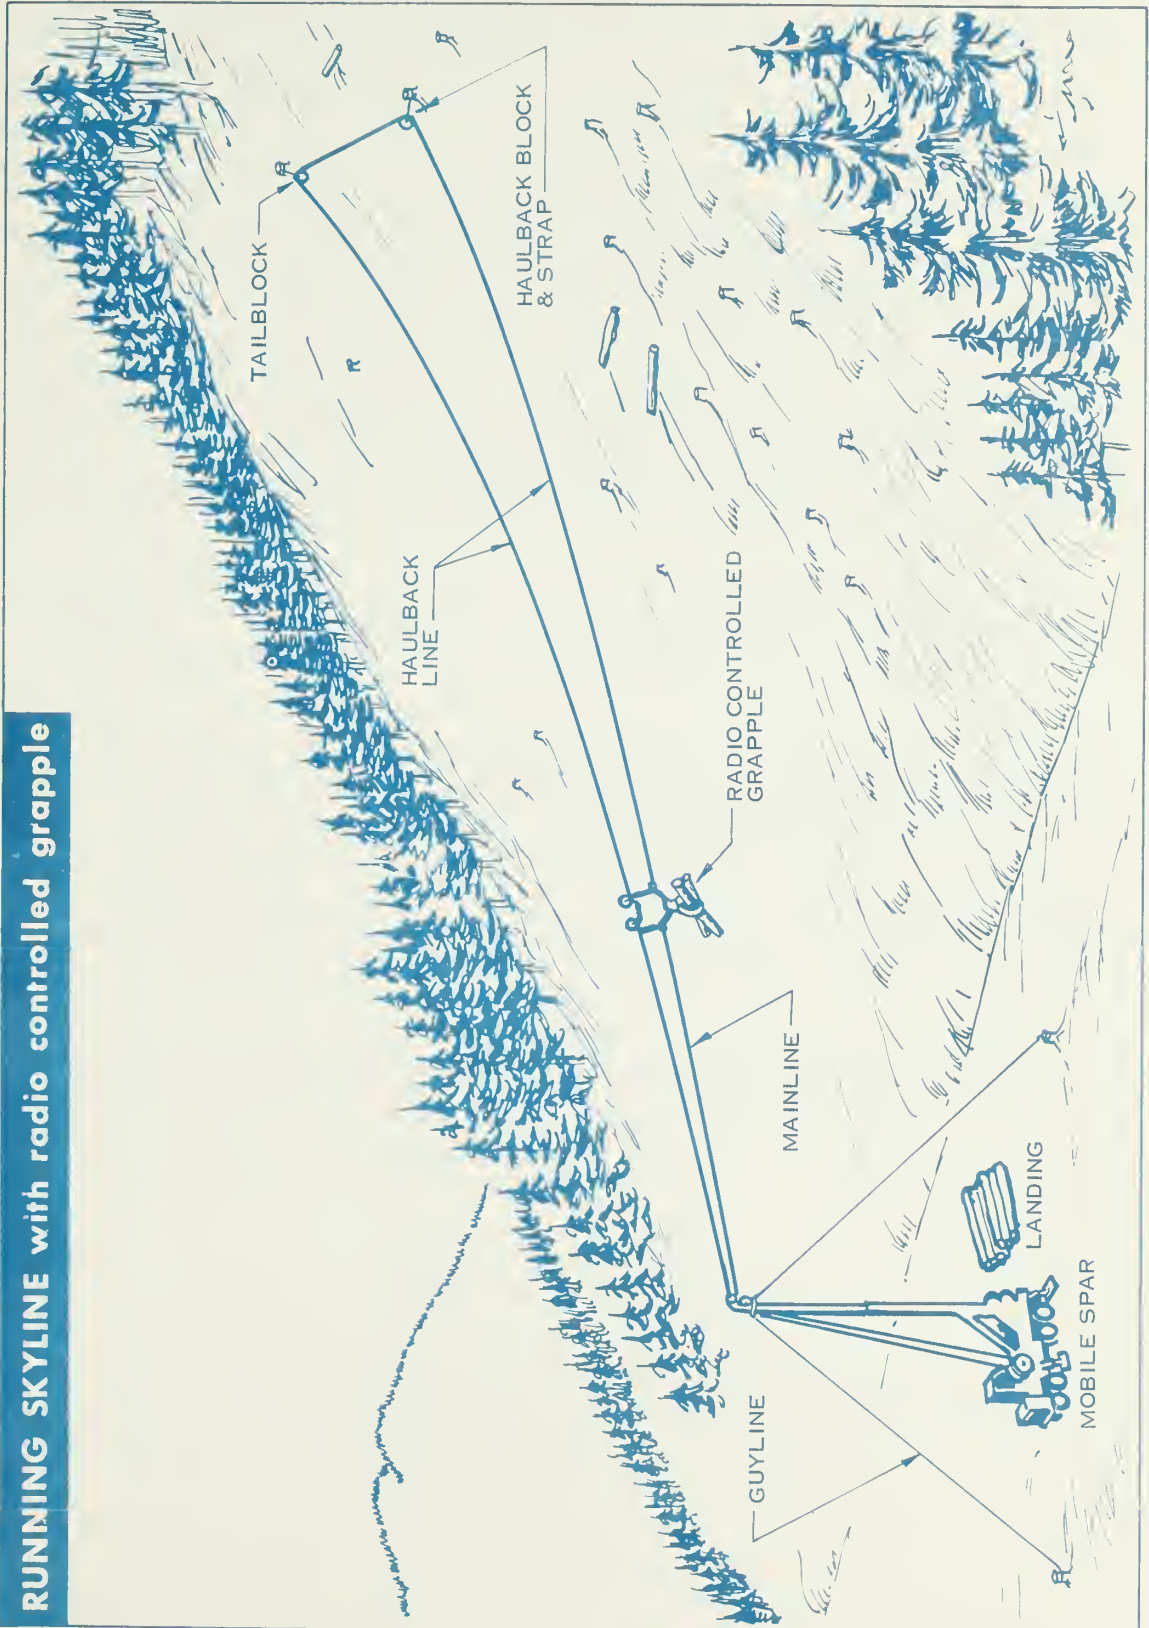 RUNNING SKYLINE with radio controlled grapple
TAILBLOCK
HAULBACK BLOCK
& STRAP
HAULBACK
LINE
RADIO CONTROLLED
GRAPPLE
MAINLINE
GUYLINE
LANDING
MOBILE SPAR